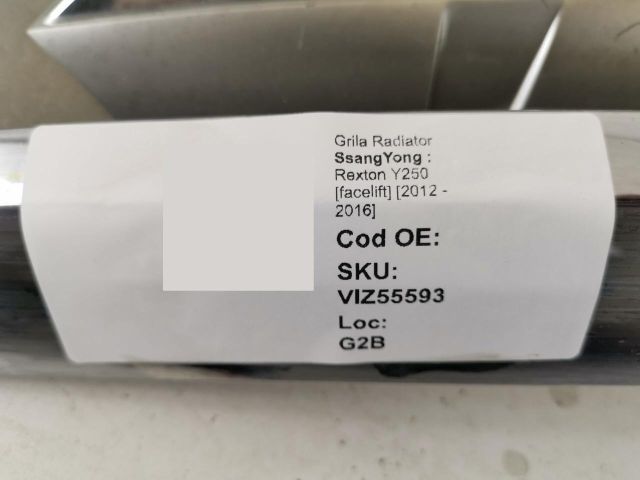 Grila Radiator
SsangYong :
Rexton Y250
[facelift] [2012 -
2016]
Cod OE:
SKU:
VIZ55593
Loc:
G2B